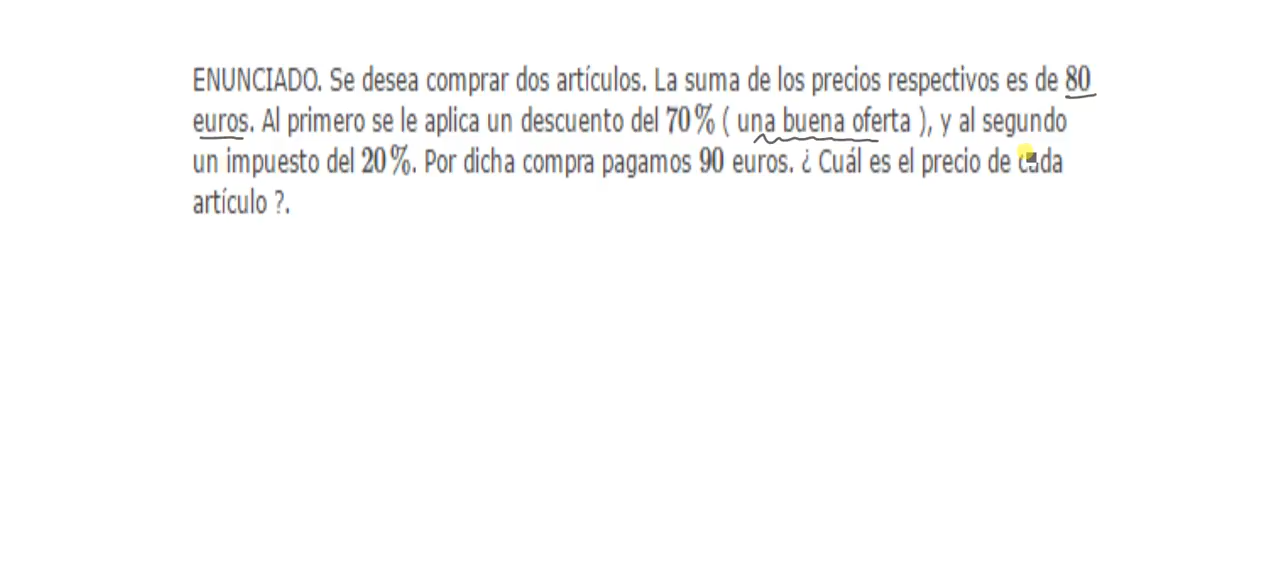 ENUNCIADO. Se desea comprar dos artículos. La suma de los precios respectivos es de 80
euros. Al primero se le aplica un descuento del 70% ( una buena oferta ), y al segundo
un impuesto del 20%. Por dicha compra pagamos 90 euros. ¿ Cuál es el precio de cada
artículo ?.